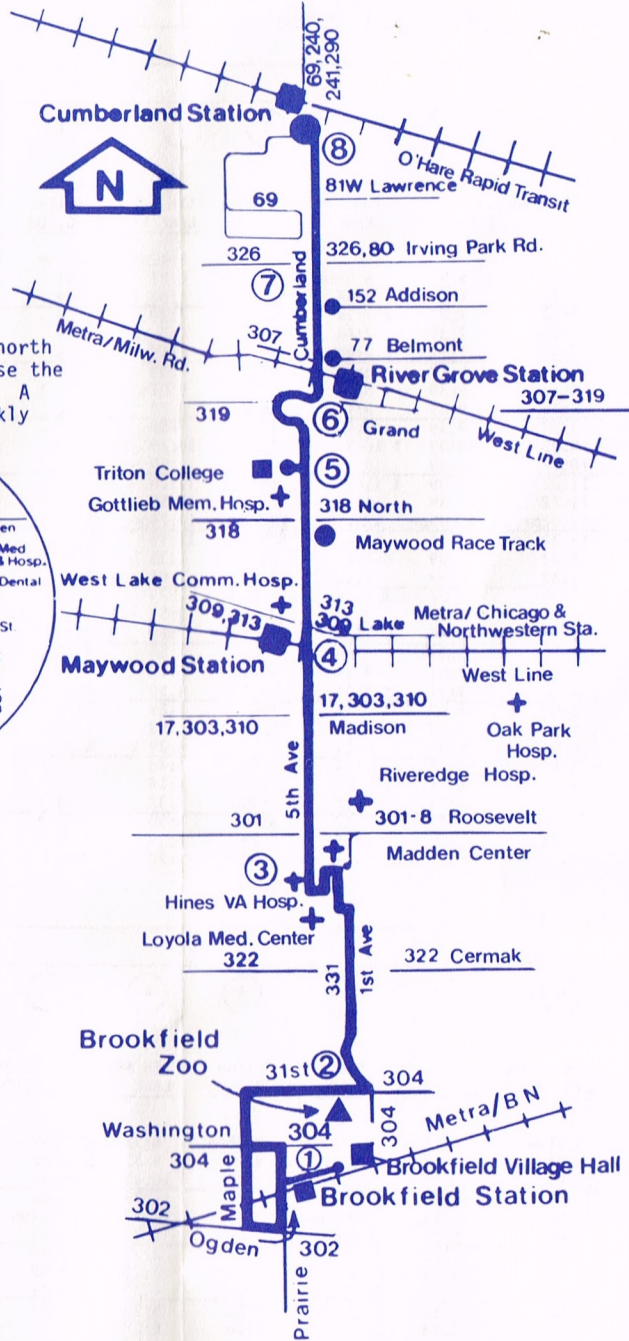 69, 240,
241, 290
Cumberland Station
N
⑧
O'Hare Rapid Transit
81W Lawrence
69
326
326,80 Irving Park Rd.
⑦
Cumberland
152 Addison
307
77 Belmont
Metra/Milw. Rd.
north
se the
A
kly
River Grove Station
307-319
319
⑥
Grand
West Line
Triton College
⑤
Gottlieb Mem. Hosp.
318 North
318
Maywood Race Track
en
Med
Hosp.
Dental
St.
West Lake Comm. Hosp.
309,313
313
309 Lake
Metra/ Chicago &
Northwestern Sta.
Maywood Station
④
West Line
17,303,310
17,303,310
Madison
Oak Park
Hosp.
5th Ave
Riveredge Hosp.
301
301-8 Roosevelt
Madden Center
③
Hines VA Hosp.
Loyola Med. Center
322
331
1st Ave
322 Cermak
Brookfield
Zoo
31st
②
304
304
Metra/BN
Washington
304
304
①
Maple
Brookfield Village Hall
Brookfield Station
302
Ogden
302
Prairie